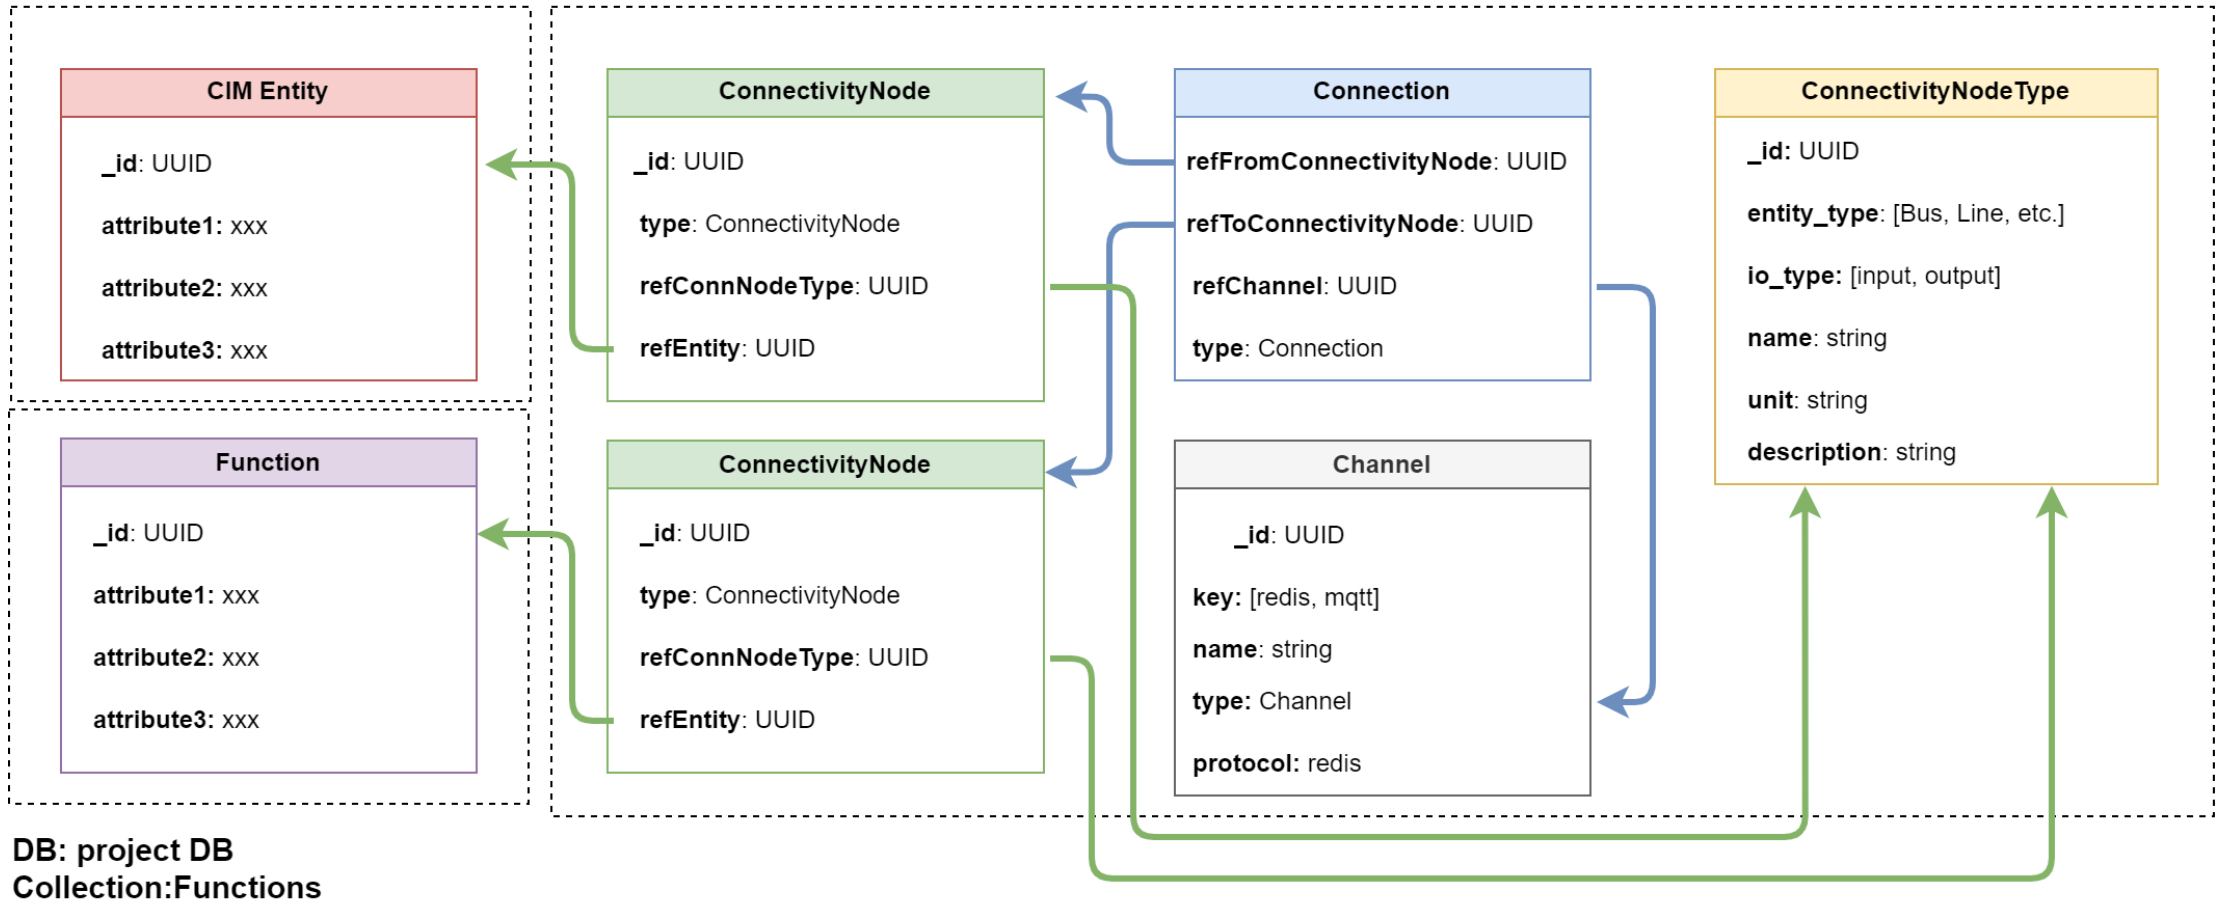 CIM Entity
_id: UUID
attribute1: xxx
attribute2: xxx
attribute3: xxx
Function
_id: UUID
attribute1: xxx
attribute2: xxx
attribute3: xxx
DB: project DB
Collection:Functions
ConnectivityNode
_id: UUID
type: ConnectivityNode
refConnNodeType: UUID
refEntity: UUID
ConnectivityNode
_id: UUID
type: ConnectivityNode
refConnNodeType: UUID
refEntity: UUID
Connection
refFromConnectivityNode: UUID
refToConnectivityNode: UUID
refChannel: UUID
type: Connection
Channel
_id: UUID
key: [redis, mqtt]
name: string
type: Channel
protocol: redis
ConnectivityNodeType
_id: UUID
entity_type: [Bus, Line, etc.]
io_type: [input, output]
name: string
unit: string
description: string